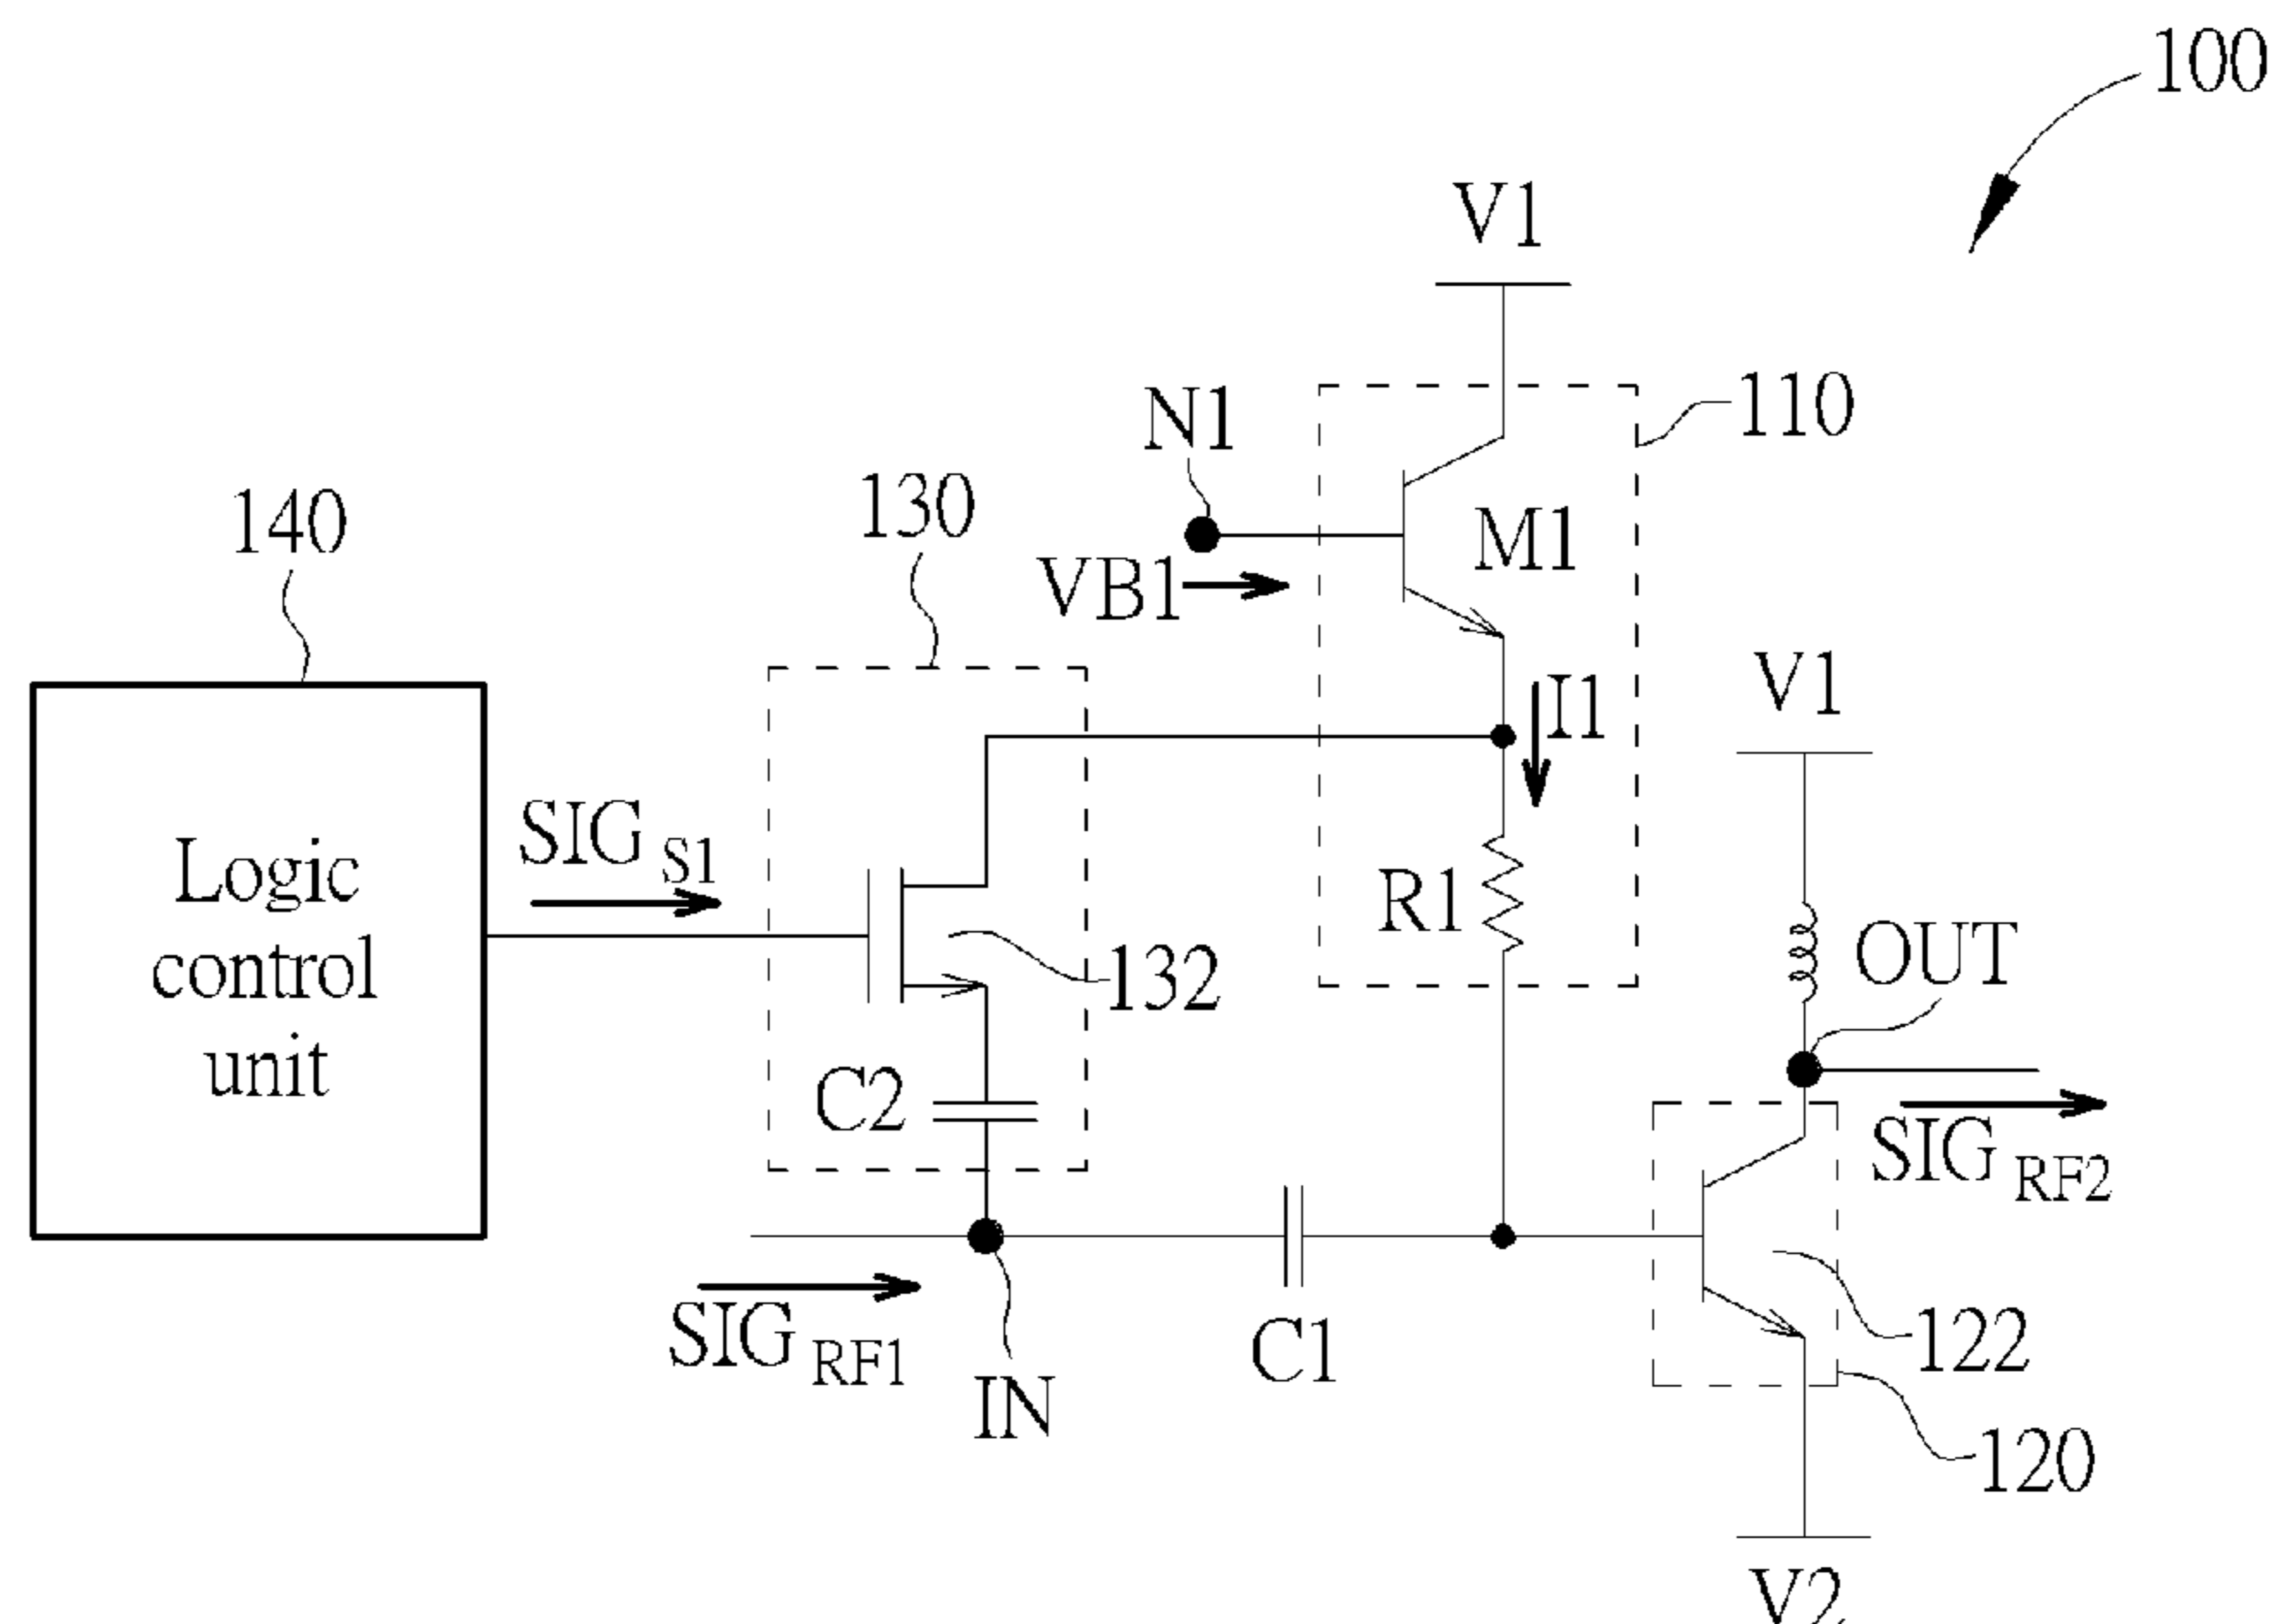 100
V1
N1
110
130
140
M1
VB1
I1
V1
SIG S1
Logic
control
unit
R1
132
OUT
C2
SIG RF2
SIG RF1
C1
122
IN
120
V2